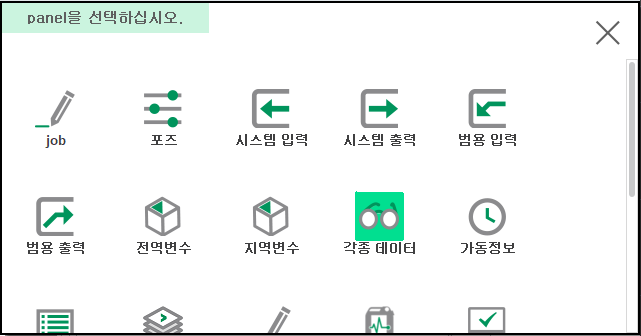 panel을 선택하십시오.
job
포즈
시스템 입력
시스템 출력
범용 입력
범용 출력
전역변수
지역변수
각종 데이터
가동정보